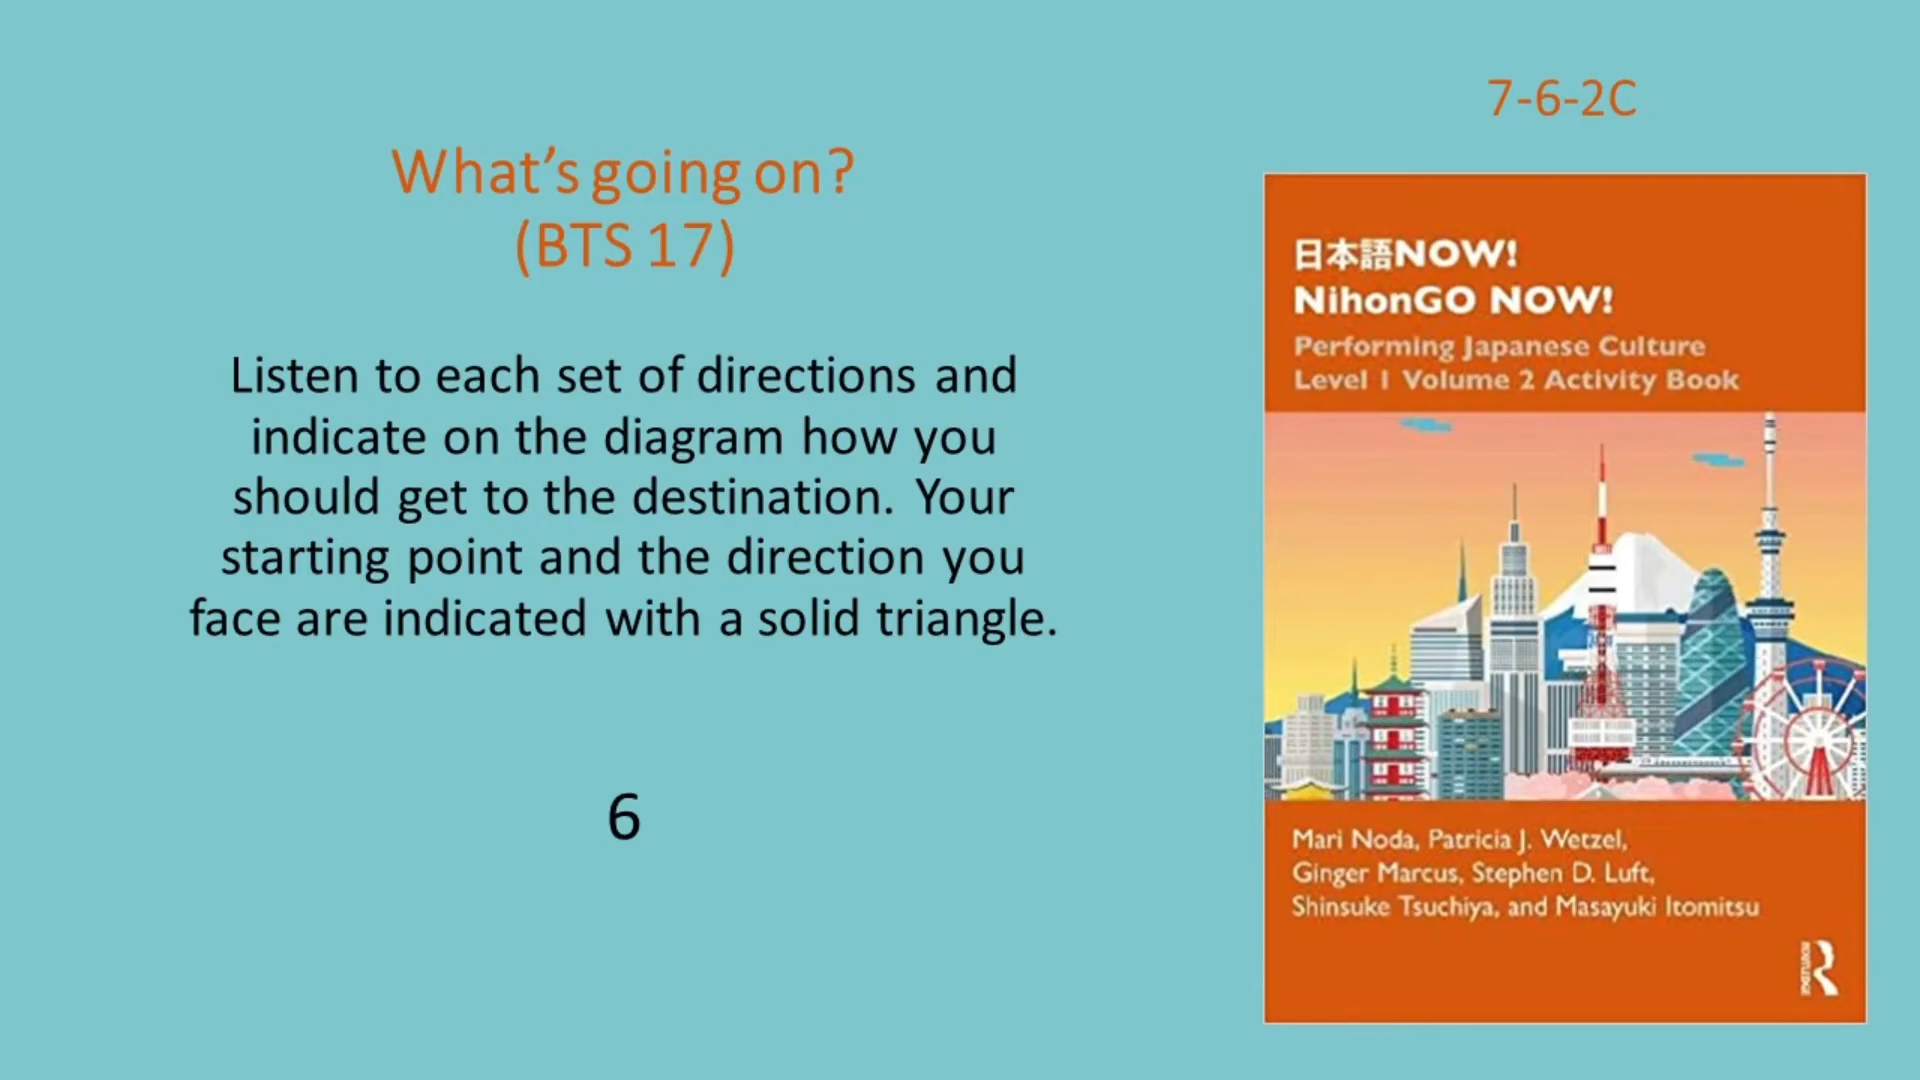 7-6-2C
What's going on?
(BTS 17)
Listen to each set of directions and
indicate on the diagram how you
should get to the destination. Your
starting point and the direction you
face are indicated with a solid triangle.
6
日本語NOW!
NihonGO NOW!
Performing Japanese Culture
Level 1 Volume 2 Activity Book
Mari Noda, Patricia J. Wetzel,
Ginger Marcus, Stephen D. Luft,
Shinsuke Tsuchiya, and Masayuki Itomitsu
ROUTLEDGE